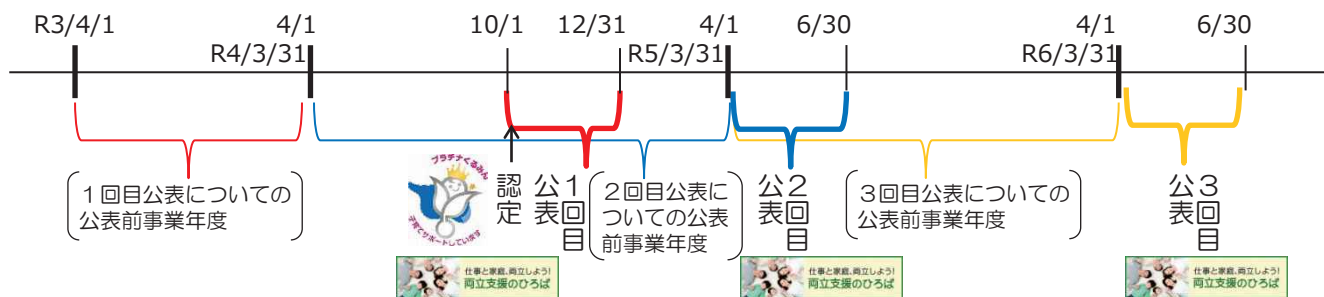 R3/4/1
4/1
R4/3/31
10/1
12/31
4/1
R5/3/31
6/30
4/1
R6/3/31
6/30
1回目公表についての
公表前事業年度
プラチナくるみん
子育てサポートしています
認定
1回目
公表
2回目公表に
ついての公表
前事業年度
2回目
公表
3回目公表についての
公表前事業年度
3回目
公表
仕事と家庭、両立しよう!
両立支援のひろば
仕事と家庭、両立しよう!
両立支援のひろば
仕事と家庭、両立しよう!
両立支援のひろば